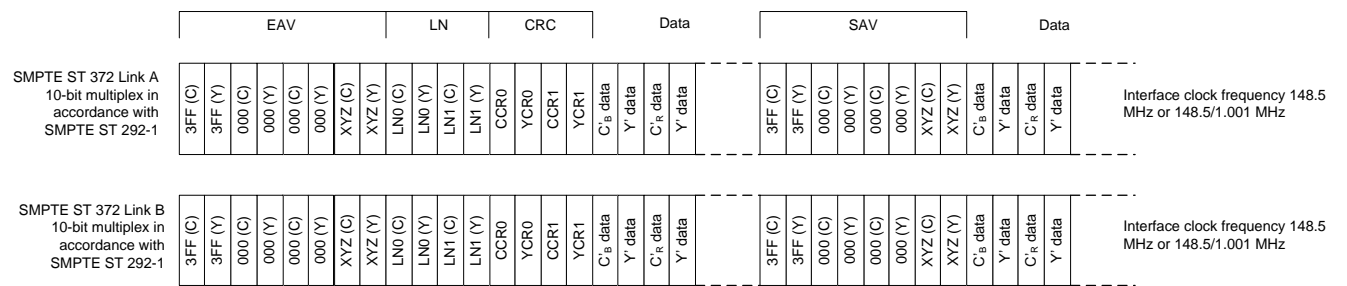 EAV LN CRC Data SAV Data
SMPTE ST 372 Link A
10-bit multiplex in
accordance with
SMPTE ST 292-1
3FF (C)
3FF (Y)
000 (C)
000 (Y)
000 (C)
000 (Y)
XYZ (C)
XYZ (Y)
LN0 (C)
LN0 (Y)
LN1 (C)
LN1 (Y)
CCR0
YCR0
CCR1
YCR1
C'B data
Y' data
C'R data
Y' data
3FF (C)
3FF (Y)
000 (C)
000 (Y)
000 (C)
000 (Y)
XYZ (C)
XYZ (Y)
C'B data
Y' data
C'R data
Y' data
Interface clock frequency 148.5
MHz or 148.5/1.001 MHz
SMPTE ST 372 Link B
10-bit multiplex in
accordance with
SMPTE ST 292-1
3FF (C)
3FF (Y)
000 (C)
000 (Y)
000 (C)
000 (Y)
XYZ (C)
XYZ (Y)
LN0 (C)
LN0 (Y)
LN1 (C)
LN1 (Y)
CCR0
YCR0
CCR1
YCR1
C'B data
Y' data
C'R data
Y' data
3FF (C)
3FF (Y)
000 (C)
000 (Y)
000 (C)
000 (Y)
XYZ (C)
XYZ (Y)
C'B data
Y' data
C'R data
Y' data
Interface clock frequency 148.5
MHz or 148.5/1.001 MHz